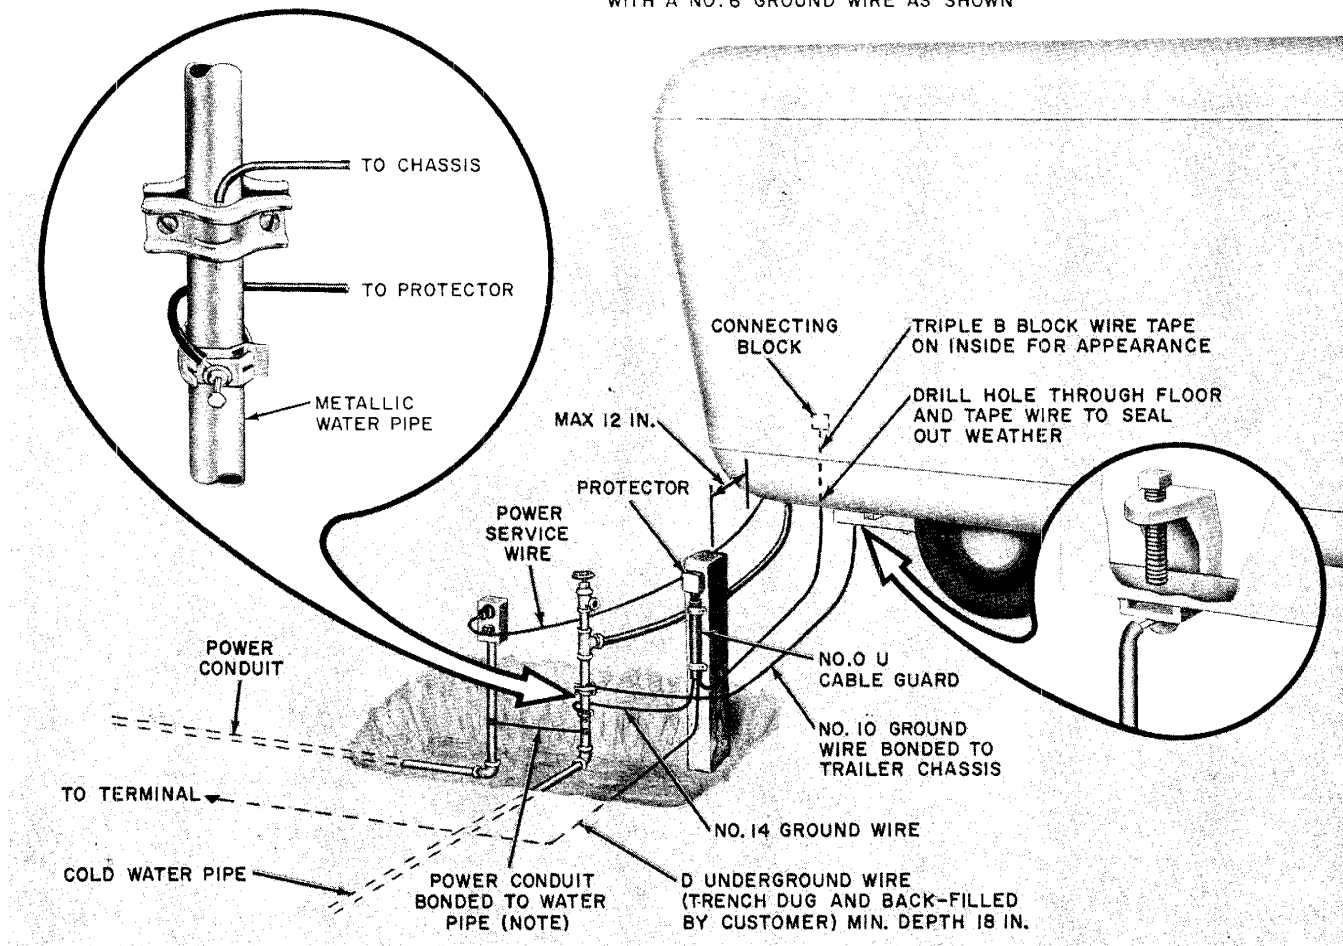 WITH A NO. 6 GROUND WIRE AS SHOWN
TO CHASSIS
TO PROTECTOR
METALLIC
WATER PIPE
CONNECTING
BLOCK
TRIPLE B BLOCK WIRE TAPE
ON INSIDE FOR APPEARANCE
DRILL HOLE THROUGH FLOOR
AND TAPE WIRE TO SEAL
OUT WEATHER
MAX 12 IN.
PROTECTOR
POWER
SERVICE
WIRE
POWER
CONDUIT
NO. 0 U
CABLE GUARD
NO. 10 GROUND
WIRE BONDED TO
TRAILER CHASSIS
TO TERMINAL
NO. 14 GROUND WIRE
COLD WATER PIPE
POWER CONDUIT
BONDED TO WATER
PIPE (NOTE)
D UNDERGROUND WIRE
(TRENCH DUG AND BACK-FILLED
BY CUSTOMER) MIN. DEPTH 18 IN.